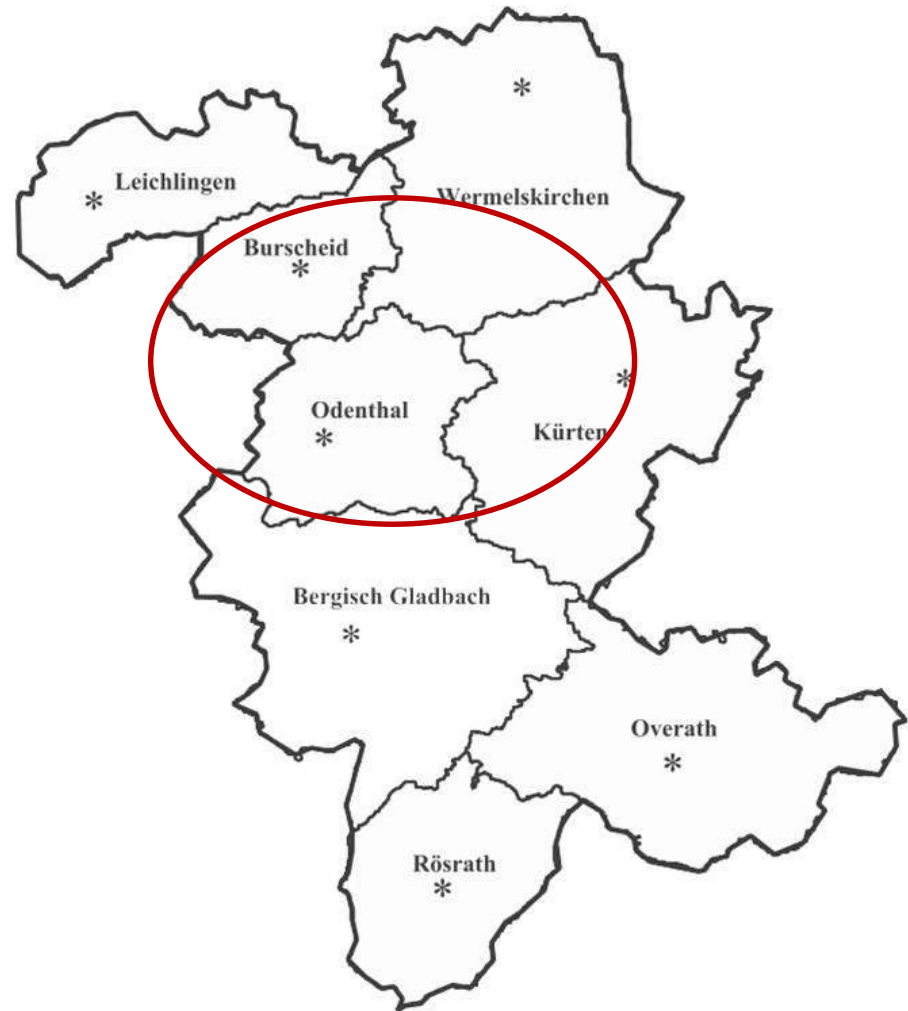 Leichlingen
Wermelskirchen
Burscheid
Odenthal
Kürten
Bergisch Gladbach
Overath
Rösrath